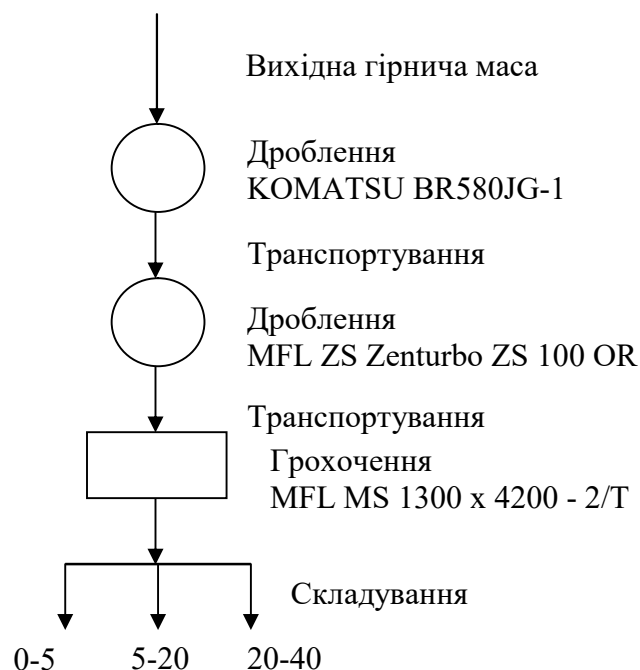 Вихідна гірнича маса
Дроблення
KOMATSU BR580JG-1
Транспортування
Дроблення
MFL ZS Zenturbo ZS 100 OR
Транспортування
Грохочення
MFL MS 1300 x 4200 - 2/T
Складування
0-5 5-20 20-40